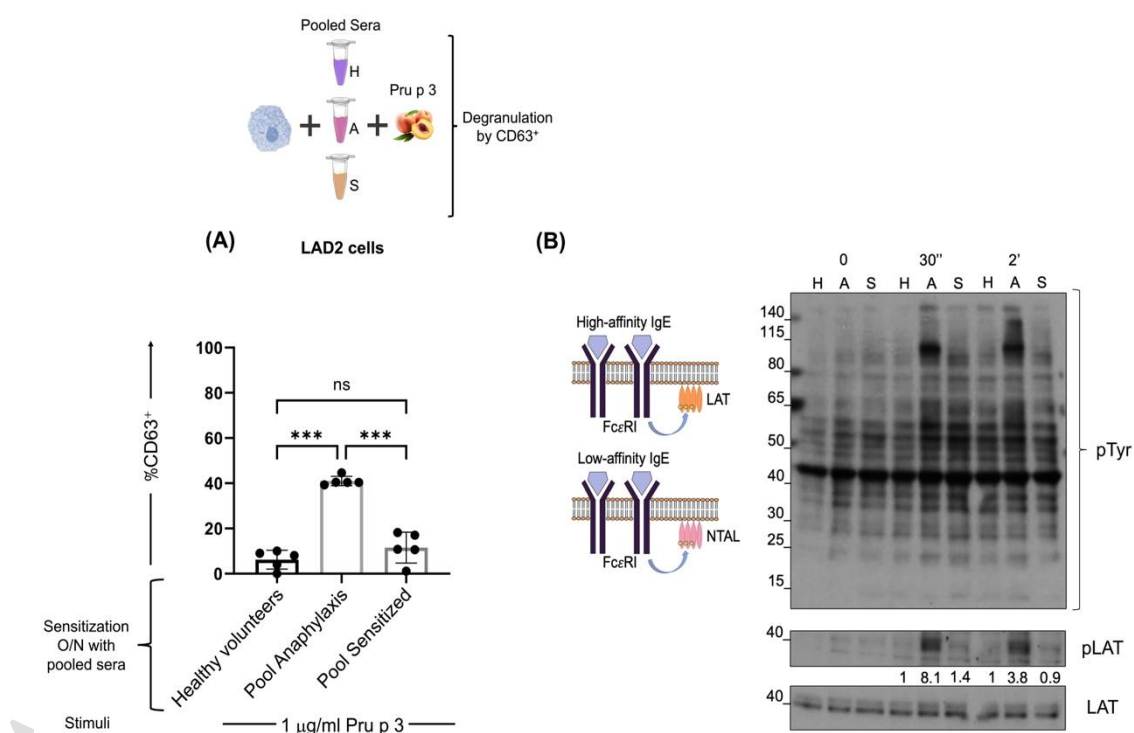 Pooled Sera
H
Pru p 3
A
Degranulation
by CD63+
S
(A)
LAD2 cells
%CD63+
100
80
60
40
20
0
ns
***
***
Healthy volunteers
Pool Anaphylaxis
Pool Sensitized
Sensitization
O/N with
pooled sera
Stimuli
1 μg/ml Pru p 3
(B)
High-affinity IgE
LAT
FcεRI
Low-affinity IgE
NTAL
FcεRI
0 30'' 2'
H A S H A S H A S
140
115
80
65
50
40
30
25
15
pTyr
40
pLAT
1 8.1 1.4 1 3.8 0.9
40
LAT